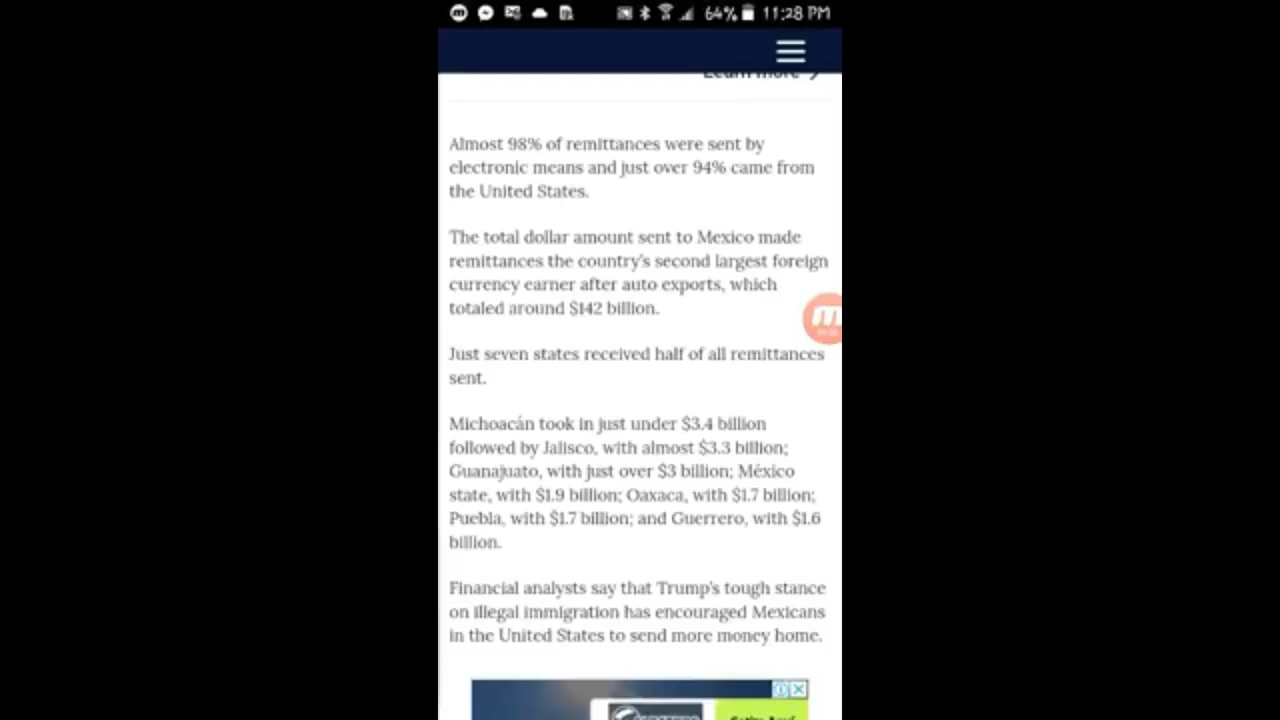 64% 11:28 PM
Learn more
Almost 98% of remittances were sent by
electronic means and just over 94% came from
the United States.
The total dollar amount sent to Mexico made
remittances the country's second largest foreign
currency earner after auto exports, which
totaled around $142 billion.
Just seven states received half of all remittances
sent.
Michoacán took in just under $3.4 billion
followed by Jalisco, with almost $3.3 billion;
Guanajuato, with just over $3 billion; México
state, with $1.9 billion; Oaxaca, with $1.7 billion;
Puebla, with $1.7 billion; and Guerrero, with $1.6
billion.
Financial analysts say that Trump's tough stance
on illegal immigration has encouraged Mexicans
in the United States to send more money home.